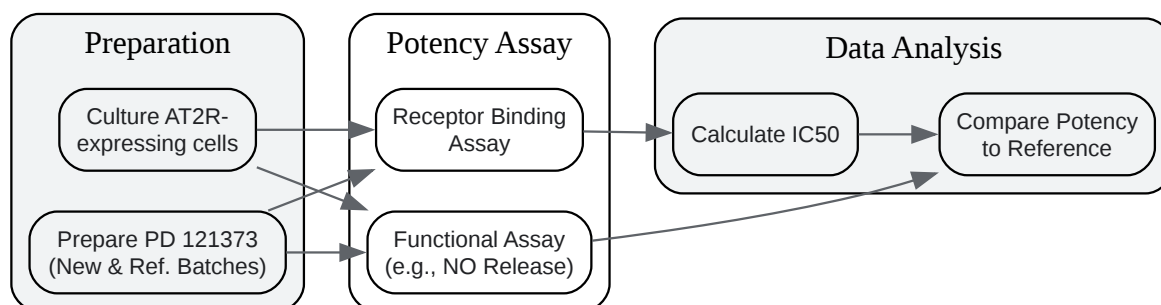 Preparation
Culture AT2R-
expressing cells
Prepare PD 121373
(New & Ref. Batches)
Potency Assay
Receptor Binding
Assay
Functional Assay
(e.g., NO Release)
Data Analysis
Calculate IC50
Compare Potency
to Reference